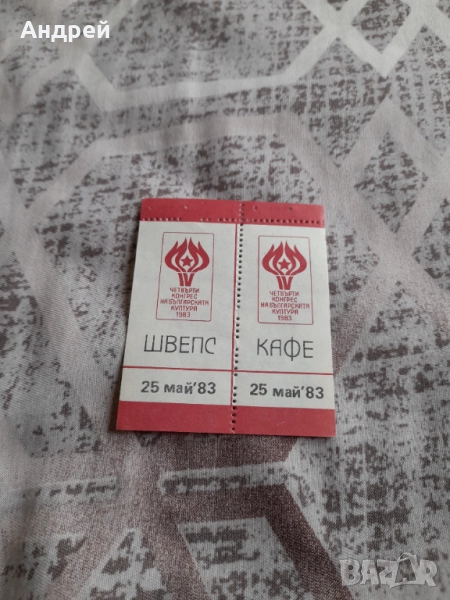 Андрей
ЧЕТВЪРТИ
КОНГРЕС
НА БЪЛГАРСКАТА
КУЛТУРА
1983
ШВЕПС
25 май'83
ЧЕТВЪРТИ
КОНГРЕС
НА БЪЛГАРСКАТА
КУЛТУРА
1983
КАФЕ
25 май'83
BAZAR